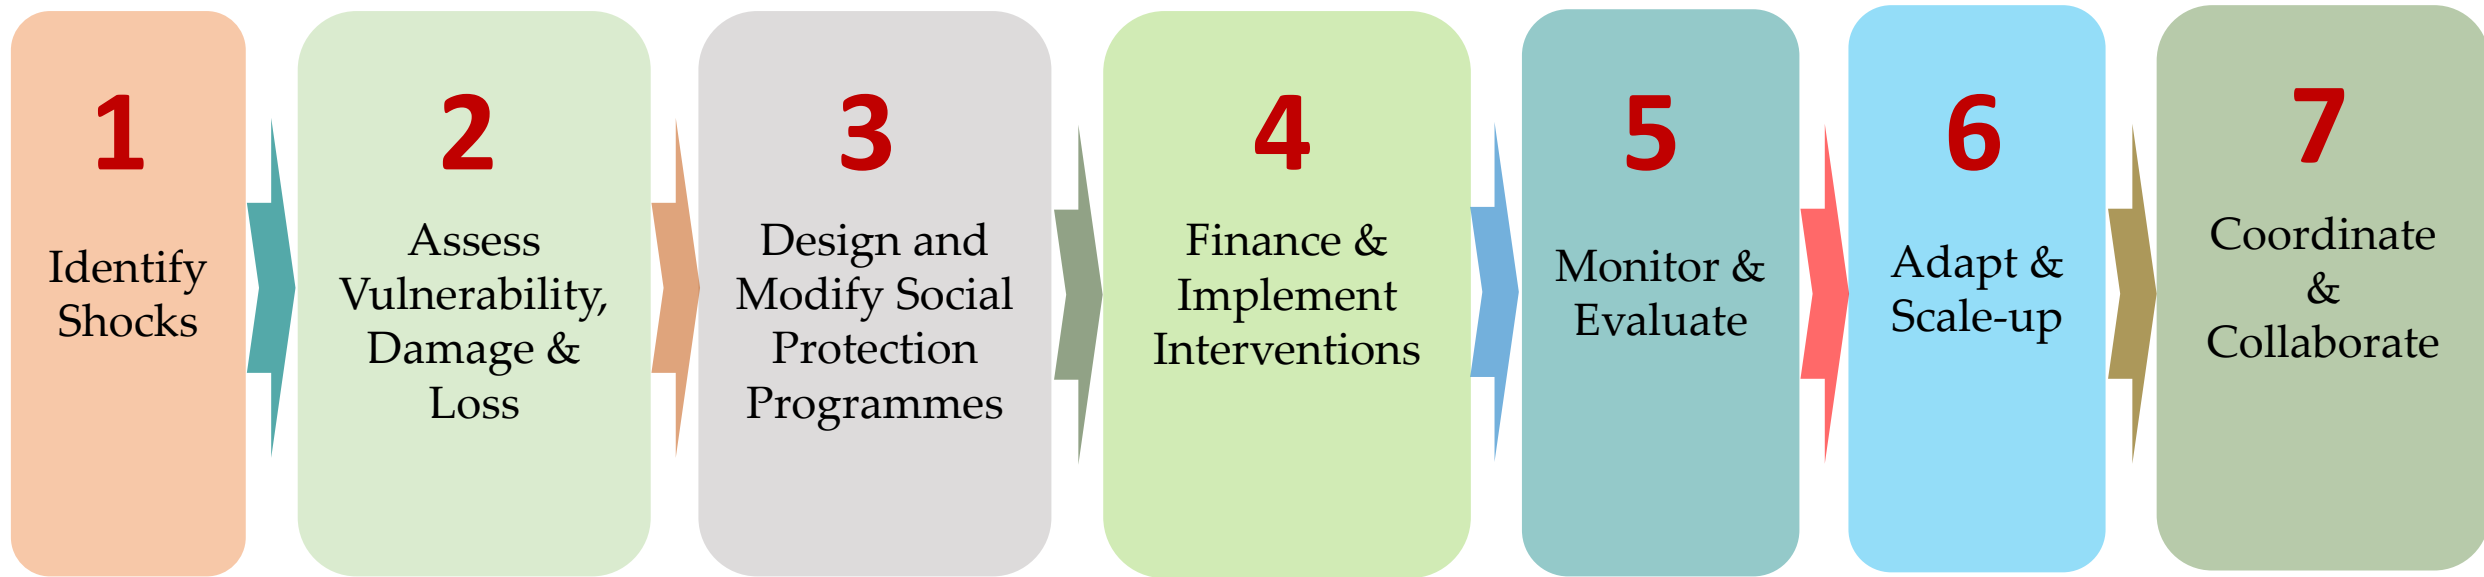 1
Identify
Shocks
2
Assess
Vulnerability,
Damage &
Loss
3
Design and
Modify Social
Protection
Programmes
4
Finance &
Implement
Interventions
5
Monitor &
Evaluate
6
Adapt &
Scale-up
7
Coordinate
&
Collaborate